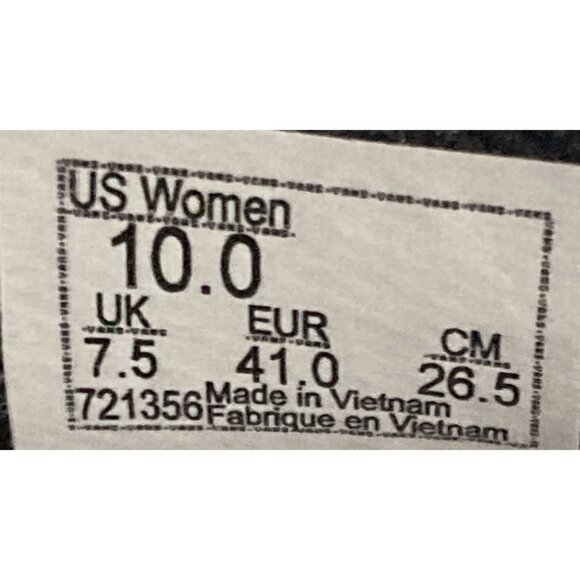 US Women
10.0
UK EUR CM
7.5 41.0 26.5
721356 Made in Vietnam
Fabrique en Vietnam